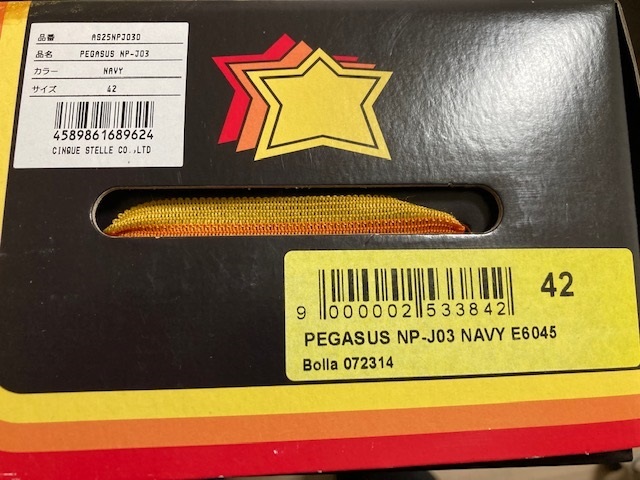 品番 AS25NPJ03D
品名 PEGASUS NP-J03
カラー NAVY
サイズ 42
4589861689624
CINQUE STELLE CO.,LTD
9 000002 533842
42
PEGASUS NP-J03 NAVY E6045
Bolla 072314